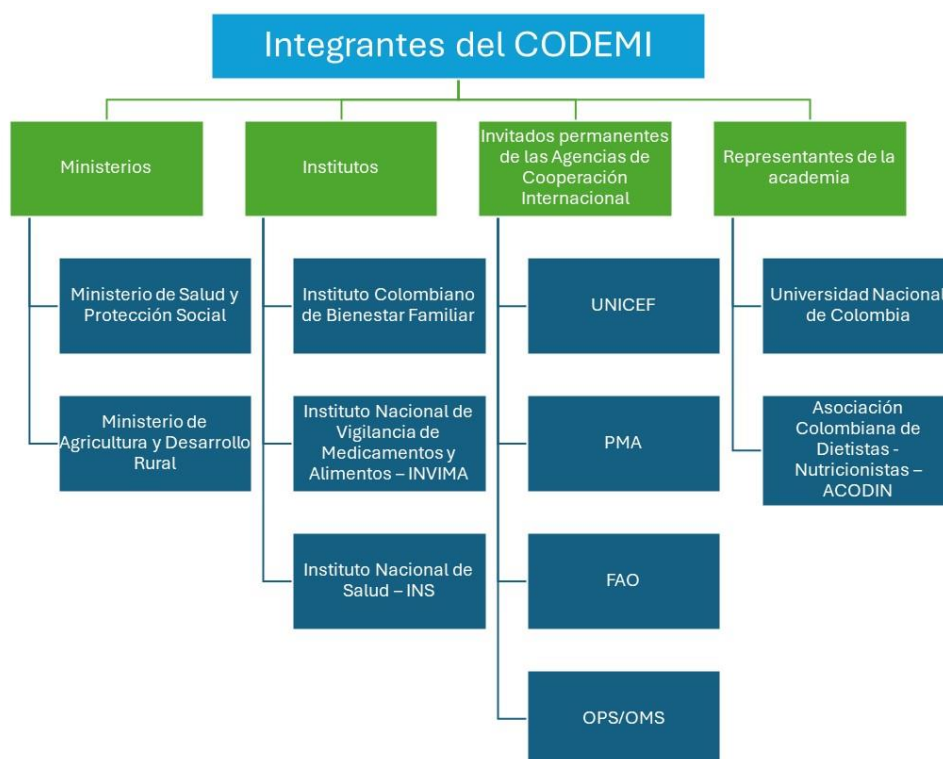 Integrantes del CODEMI
Ministerios
Ministerio de Salud y
Protección Social
Ministerio de
Agricultura y Desarrollo
Rural
Institutos
Instituto Colombiano
de Bienestar Familiar
Instituto Nacional de
Vigilancia de
Medicamentos y
Alimentos – INVIMA
Instituto Nacional de
Salud – INS
Invitados permanentes
de las Agencias de
Cooperación
Internacional
UNICEF
PMA
FAO
OPS/OMS
Representantes de la
academia
Universidad Nacional
de Colombia
Asociación
Colombiana de
Dietistas -
Nutricionistas –
ACODIN